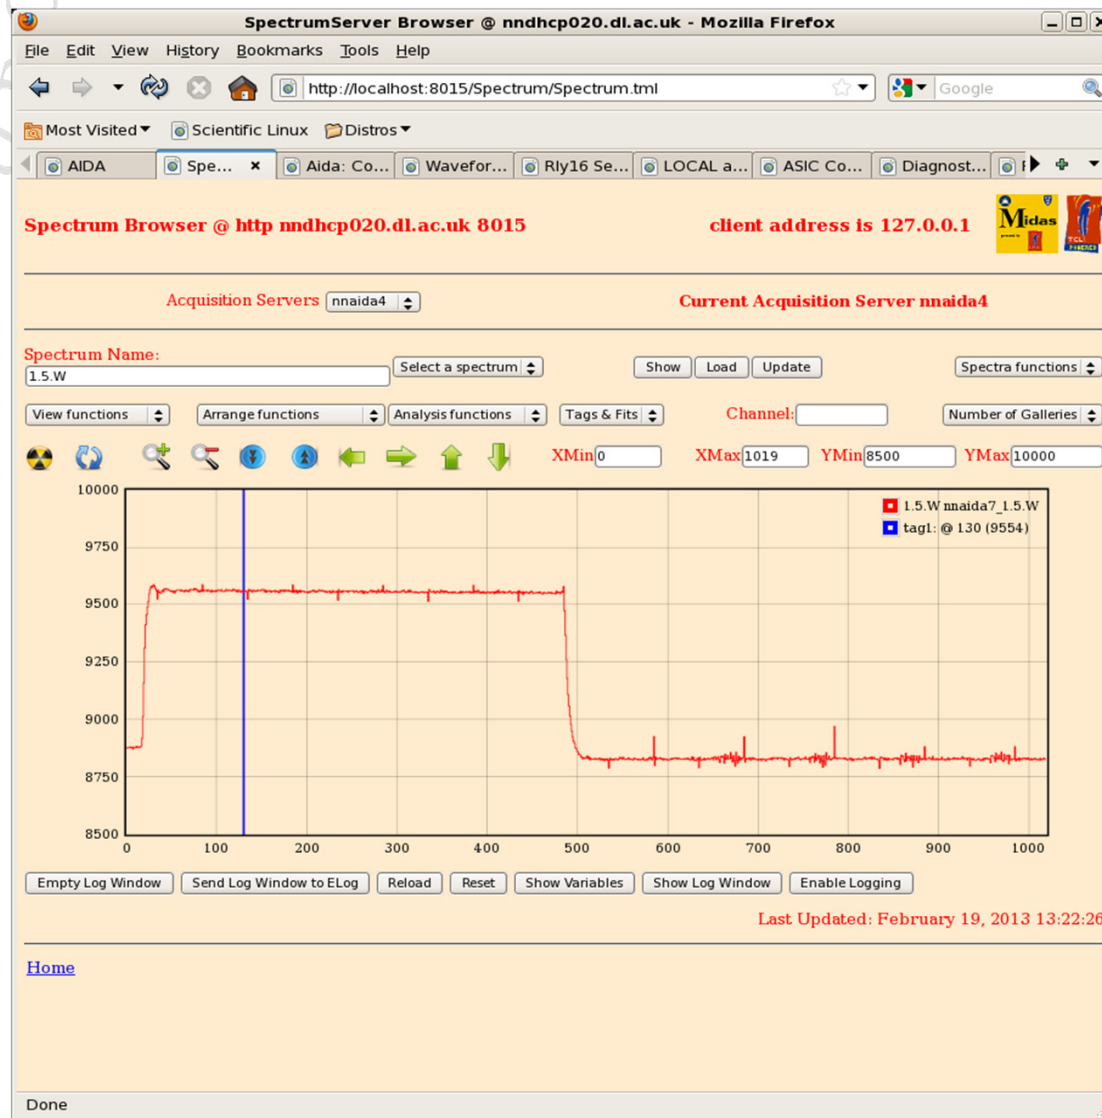 SpectrumServer Browser @ nndhcp020.dl.ac.uk - Mozilla Firefox
File Edit View History Bookmarks Tools Help
http://localhost:8015/Spectrum/Spectrum.tml Google
Most Visited Scientific Linux Distros
AIDA Spe... Aida: Co... Wavefor... Rly16 Se... LOCAL a... ASIC Co... Diagnost...
Spectrum Browser @ http nndhcp020.dl.ac.uk 8015 client address is 127.0.0.1 Midas
Acquisition Servers nnaida4 Current Acquisition Server nnaida4
Spectrum Name:
1.5.W Select a spectrum Show Load Update Spectra functions
View functions Arrange functions Analysis functions Tags & Fits Channel: Number of Galleries
XMin 0 XMax 1019 YMin 8500 YMax 10000
10000
1.5.W nnaida7_1.5.W
tag1: @ 130 (9554)
9750
9500
9250
9000
8750
8500
0 100 200 300 400 500 600 700 800 900 1000
Empty Log Window Send Log Window to ELog Reload Reset Show Variables Show Log Window Enable Logging
Last Updated: February 19, 2013 13:22:26
Home
Done